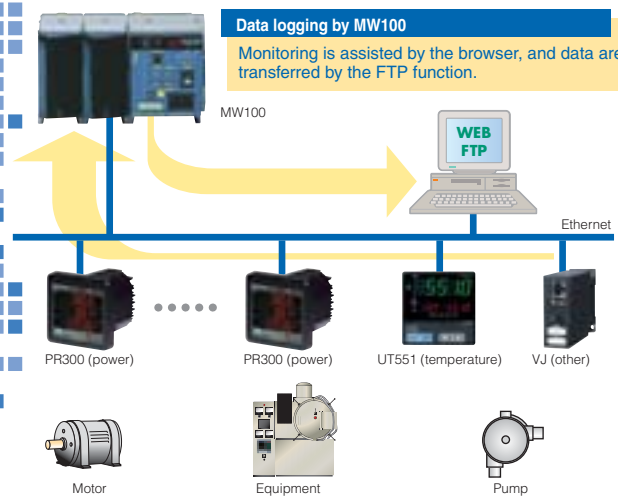 Data logging by MW100
Monitoring is assisted by the browser, and data are
transferred by the FTP function.
MW100
WEB
FTP
Ethernet
PR300 (power)
PR300 (power)
UT551 (temperature)
VJ (other)
Motor
Equipment
Pump